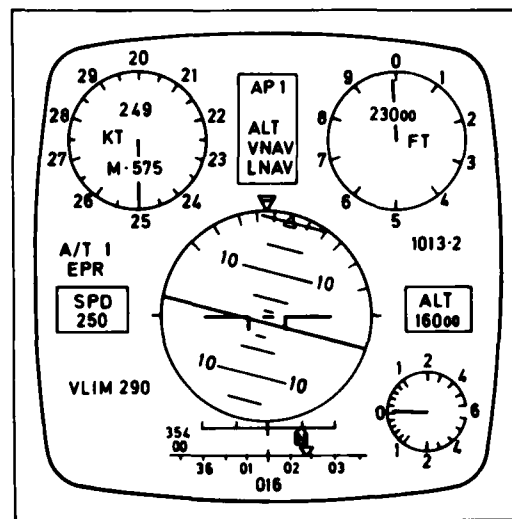 20
29 21
28 249 22
KT
27 M·575 23
26 24
25
AP 1
ALT
VNAV
LNAV
0
9 1
8 23000 2
FT
7 3
6 4
5
A/T 1
EPR
SPD
250
VLIM 290
10
10
10
10
1013·2
ALT
16000
1 2 4
0 6
1 2 4
354
00
36 01 02 03
016